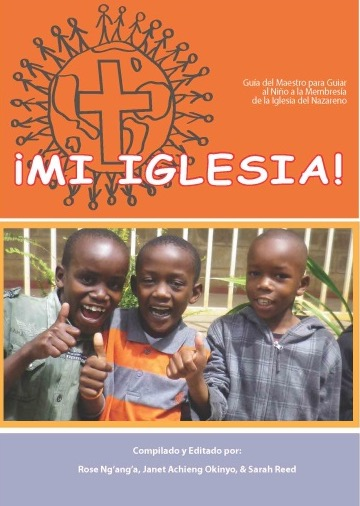 Guía del Maestro para Guiar
al Niño a la Membresía
de la Iglesia del Nazareno
¡MI IGLESIA!
Compilado y Editado por:
Rose Ng'ang'a, Janet Achieng Okinyo, & Sarah Reed